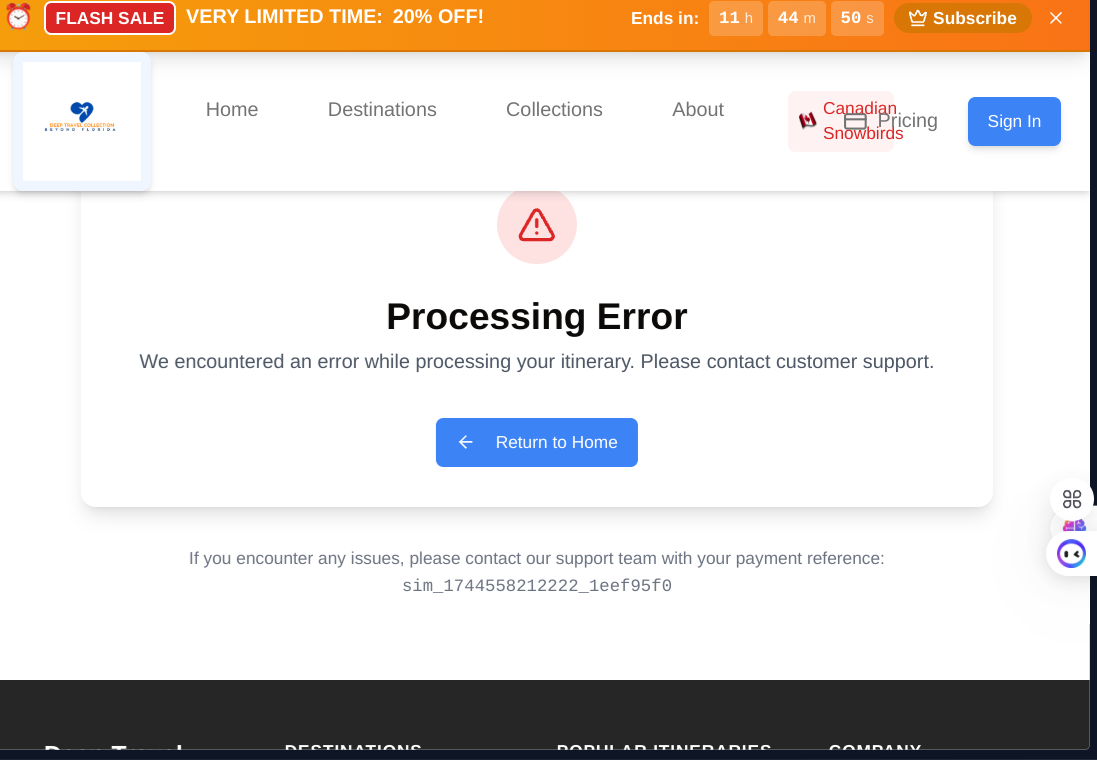 FLASH SALE VERY LIMITED TIME: 20% OFF! Ends in: 11 h 44 m 50 s Subscribe
DEEP TRAVEL COLLECTION
BEYOND FLORIDA
Home Destinations Collections About
Canadian
Snowbirds
Pricing
Sign In
Processing Error
We encountered an error while processing your itinerary. Please contact customer support.
Return to Home
If you encounter any issues, please contact our support team with your payment reference:
sim_1744558212222_1eef95f0
Deep Travel DESTINATIONS POPULAR ITINERARIES COMPANY